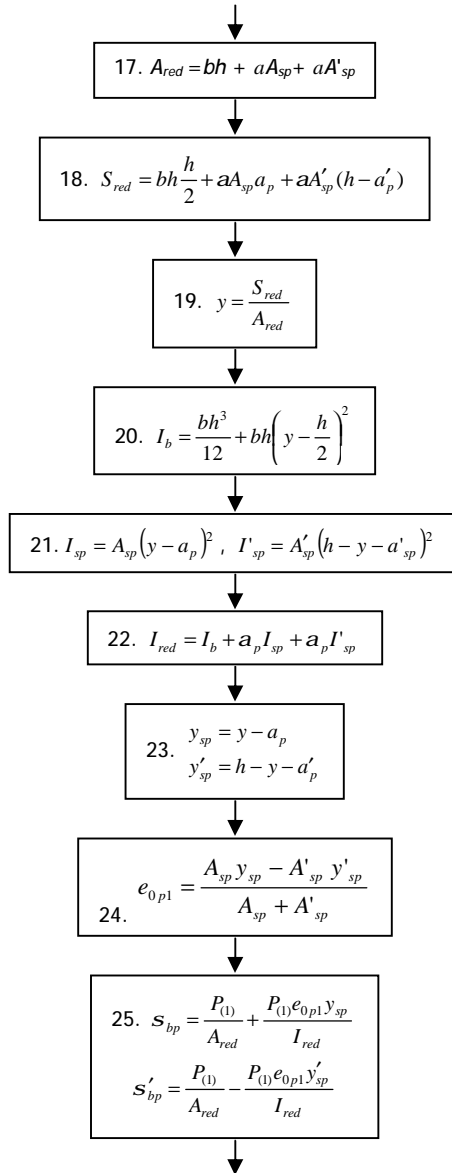 17. A_red = bh + aA_sp + aA'_sp
18. S_red = bh h/2 + aA_sp a_p + aA′_sp (h − a′_p)
19. y = S_red / A_red
20. I_b = bh³/12 + bh(y − h/2)²
21. I_sp = A_sp (y − a_p)² , I'_sp = A′_sp (h − y − a'_sp)²
22. I_red = I_b + a_p I_sp + a_p I'_sp
23. y_sp = y − a_p
y′_sp = h − y − a′_p
24. e_0p1 = (A_sp y_sp − A'_sp y'_sp) / (A_sp + A'_sp)
25. s_bp = P_(1)/A_red + P_(1) e_0p1 y_sp / I_red
s′_bp = P_(1)/A_red − P_(1) e_0p1 y′_sp / I_red